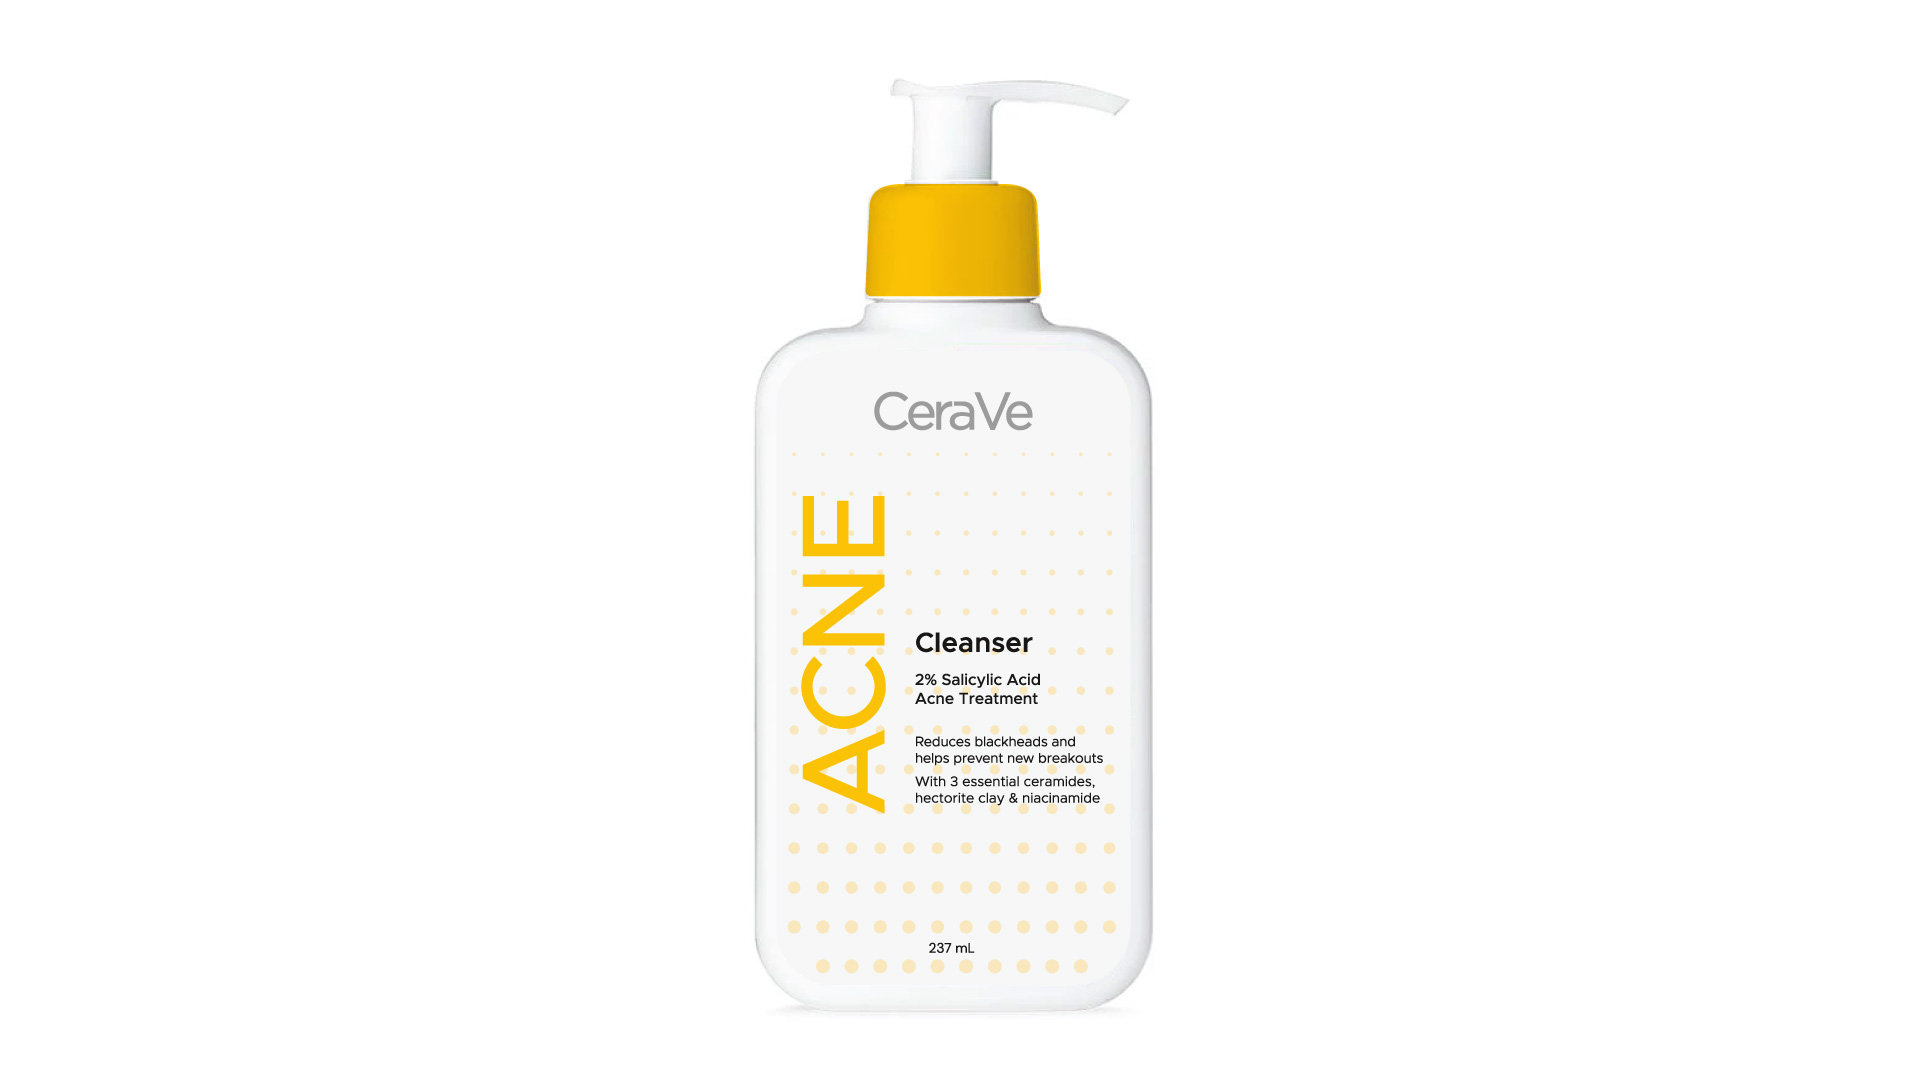 CeraVe
ACNE
Cleanser
2% Salicylic Acid
Acne Treatment
Reduces blackheads and
helps prevent new breakouts
With 3 essential ceramides,
hectorite clay & niacinamide
237 mL